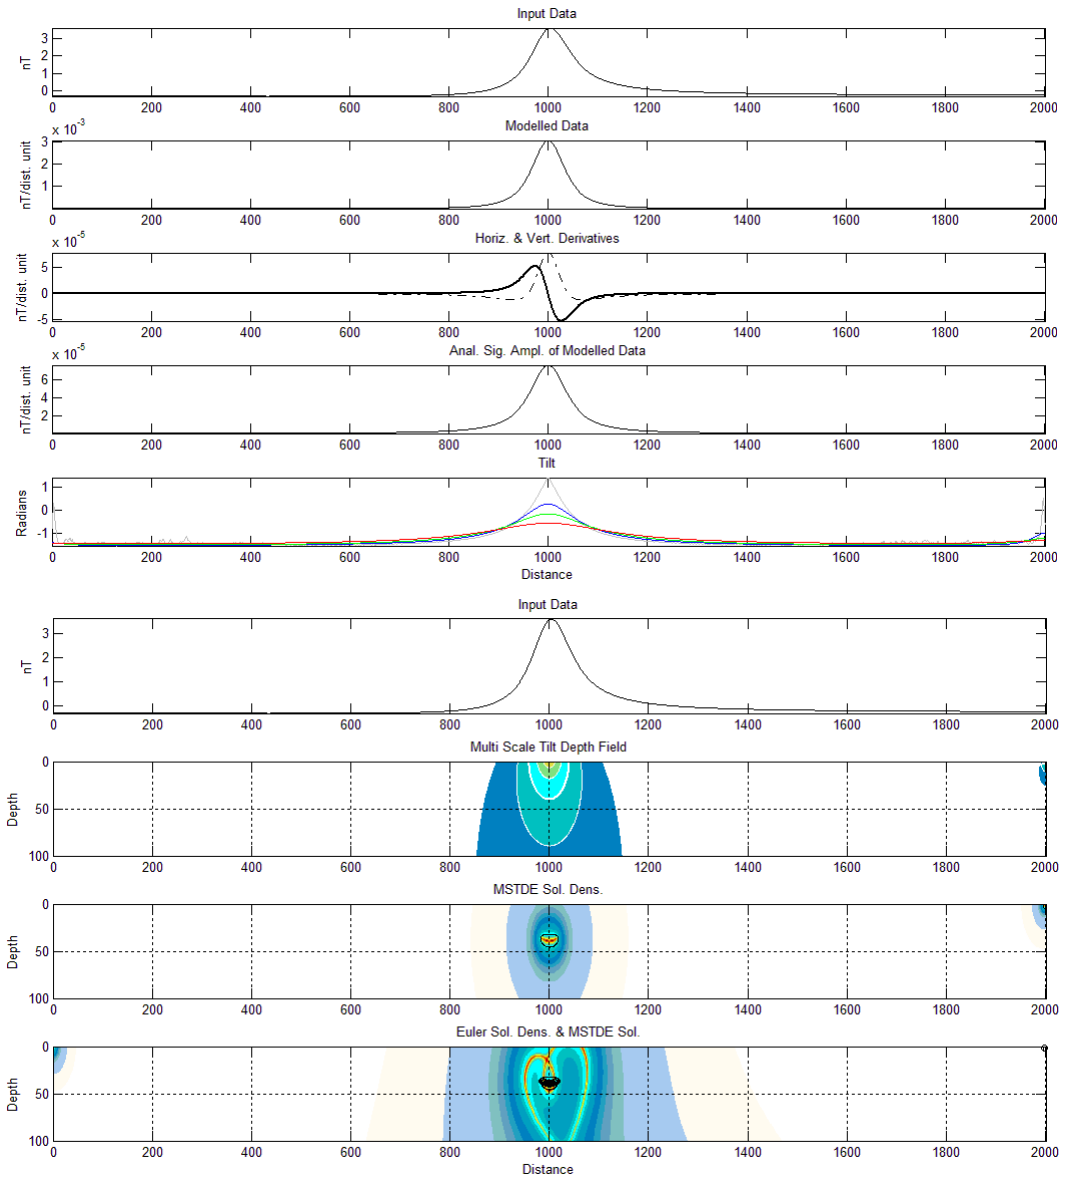 Input Data
nT
3
2
1
0
0 200 400 600 800 1000 1200 1400 1600 1800 2000
x 10-3
Modelled Data
nT/dist. unit
3
2
1
0 200 400 600 800 1000 1200 1400 1600 1800 2000
x 10-5
Horiz. & Vert. Derivatives
nT/dist. unit
5
0
-5
0 200 400 600 800 1000 1200 1400 1600 1800 2000
x 10-5
Anal. Sig. Ampl. of Modelled Data
nT/dist. unit
6
4
2
0 200 400 600 800 1000 1200 1400 1600 1800 2000
Tilt
Radians
1
0
-1
0 200 400 600 800 1000 1200 1400 1600 1800 2000
Distance
Input Data
nT
3
2
1
0
0 200 400 600 800 1000 1200 1400 1600 1800 2000
Multi Scale Tilt Depth Field
Depth
0
50
100
0 200 400 600 800 1000 1200 1400 1600 1800 2000
MSTDE Sol. Dens.
Depth
0
50
100
0 200 400 600 800 1000 1200 1400 1600 1800 2000
Euler Sol. Dens. & MSTDE Sol.
Depth
0
50
100
0 200 400 600 800 1000 1200 1400 1600 1800 2000
Distance